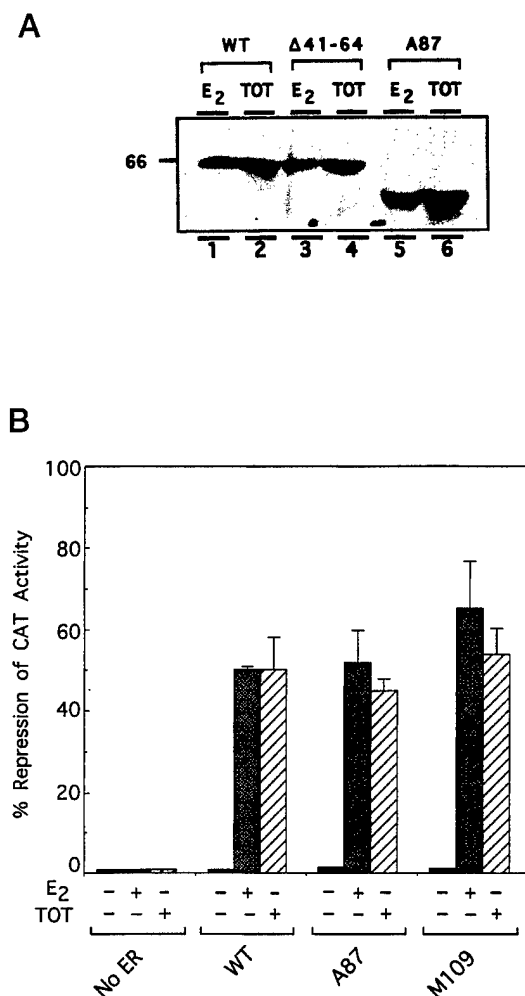 A
WT Δ41-64 A87
E2 TOT E2 TOT E2 TOT
66
1 2 3 4 5 6
B
% Repression of CAT Activity
100
80
60
40
20
0
E2 - + - - + - - + - - + -
TOT - - + - - + - - + - - +
No ER WT A87 M109